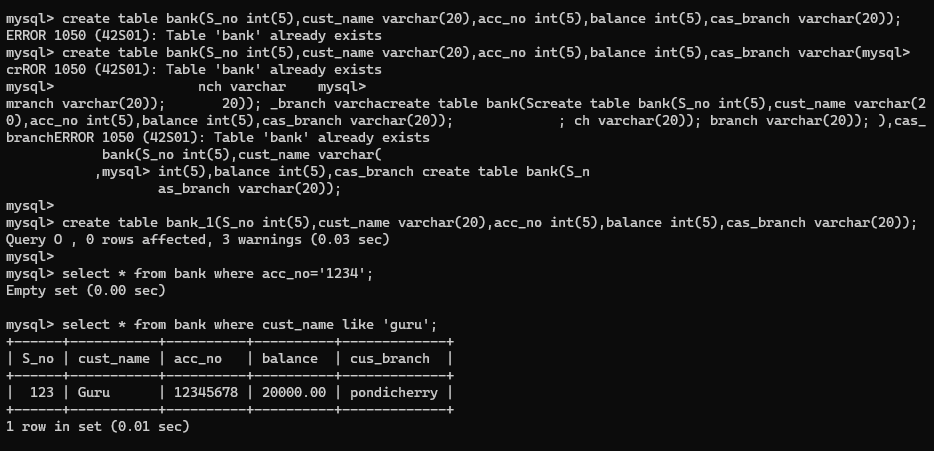 mysql> create table bank(S_no int(5),cust_name varchar(20),acc_no int(5),balance int(5),cas_branch varchar(20));
ERROR 1050 (42S01): Table 'bank' already exists
mysql> create table bank(S_no int(5),cust_name varchar(20),acc_no int(5),balance int(5),cas_branch varchar(mysql>
crROR 1050 (42S01): Table 'bank' already exists
mysql>                  nch varchar    mysql>
mranch varchar(20));       20)); _branch varchacreate table bank(Screate table bank(S_no int(5),cust_name varchar(2
0),acc_no int(5),balance int(5),cas_branch varchar(20));             ; ch varchar(20)); branch varchar(20)); ),cas_
branchERROR 1050 (42S01): Table 'bank' already exists
            bank(S_no int(5),cust_name varchar(
           ,mysql> int(5),balance int(5),cas_branch create table bank(S_n
                   as_branch varchar(20));
mysql>
mysql> create table bank_1(S_no int(5),cust_name varchar(20),acc_no int(5),balance int(5),cas_branch varchar(20));
Query O , 0 rows affected, 3 warnings (0.03 sec)
mysql>
mysql> select * from bank where acc_no='1234';
Empty set (0.00 sec)

mysql> select * from bank where cust_name like 'guru';
+------+-----------+----------+----------+-------------+
| S_no | cust_name | acc_no   | balance  | cus_branch  |
+------+-----------+----------+----------+-------------+
|  123 | Guru      | 12345678 | 20000.00 | pondicherry |
+------+-----------+----------+----------+-------------+
1 row in set (0.01 sec)